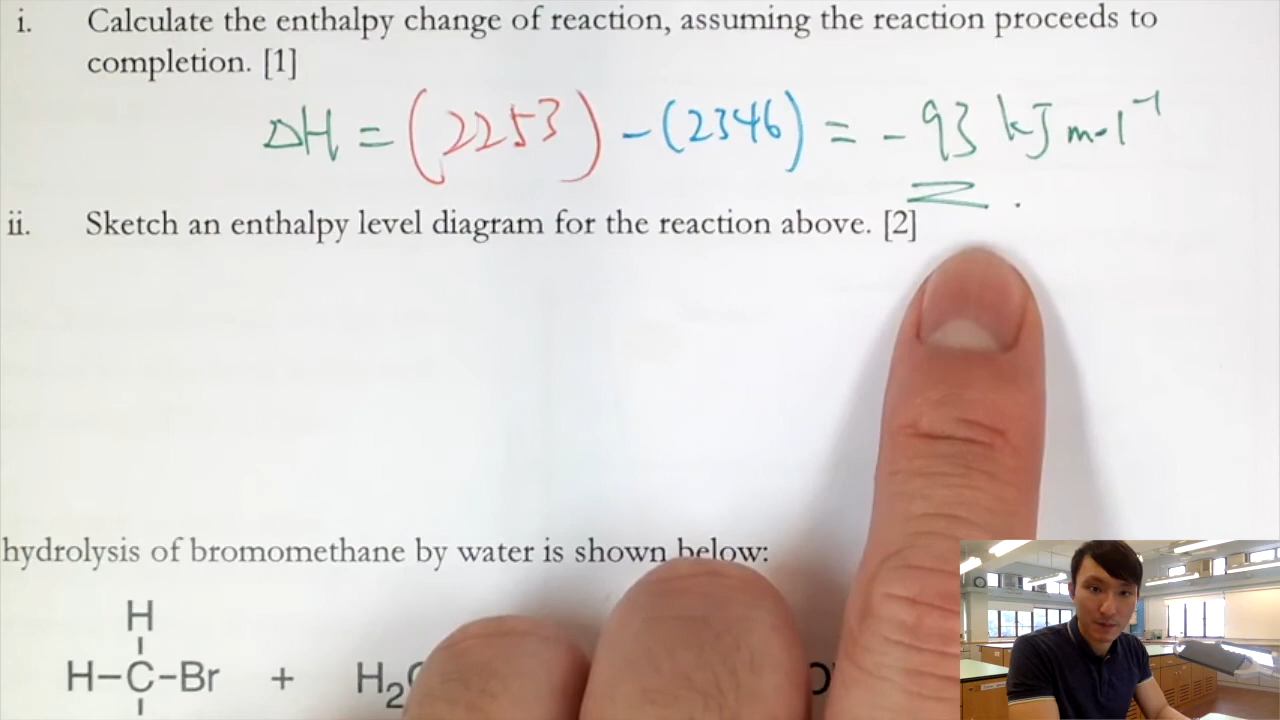 i. Calculate the enthalpy change of reaction, assuming the reaction proceeds to
completion. [1]
ΔH = (2253) - (2346) = - 93 kJ mol⁻¹
ii. Sketch an enthalpy level diagram for the reaction above. [2]
hydrolysis of bromomethane by water is shown below:
H
H-C-Br + H₂